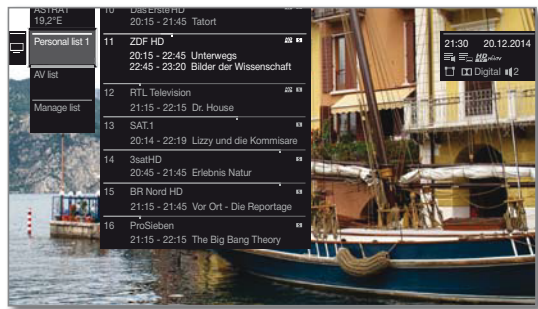 ASTRA1
19,2°E
Personal list 1
AV list
Manage list
10 Das Erste HD
20:15 - 21:45 Tatort
11 ZDF HD
20:15 - 22:45 Unterwegs
22:45 - 23:20 Bilder der Wissenschaft
12 RTL Television
21:15 - 22:15 Dr. House
13 SAT.1
20:14 - 22:19 Lizzy und die Kommisare
14 3satHD
20:45 - 21:45 Erlebnis Natur
15 BR Nord HD
21:15 - 21:45 Vor Ort - Die Reportage
16 ProSieben
21:15 - 22:15 The Big Bang Theory
21:30 20.12.2014
Digital 2